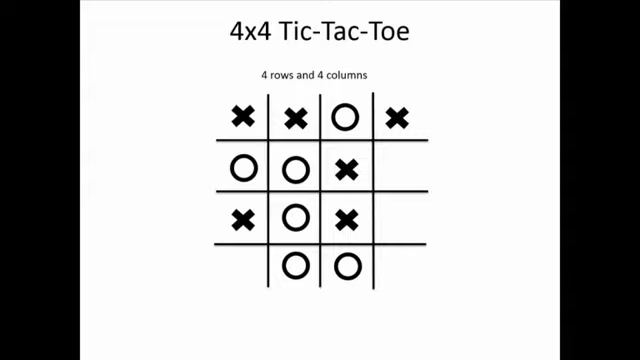 4x4 Tic-Tac-Toe
4 rows and 4 columns
X X O X
O O X
X O X
O O